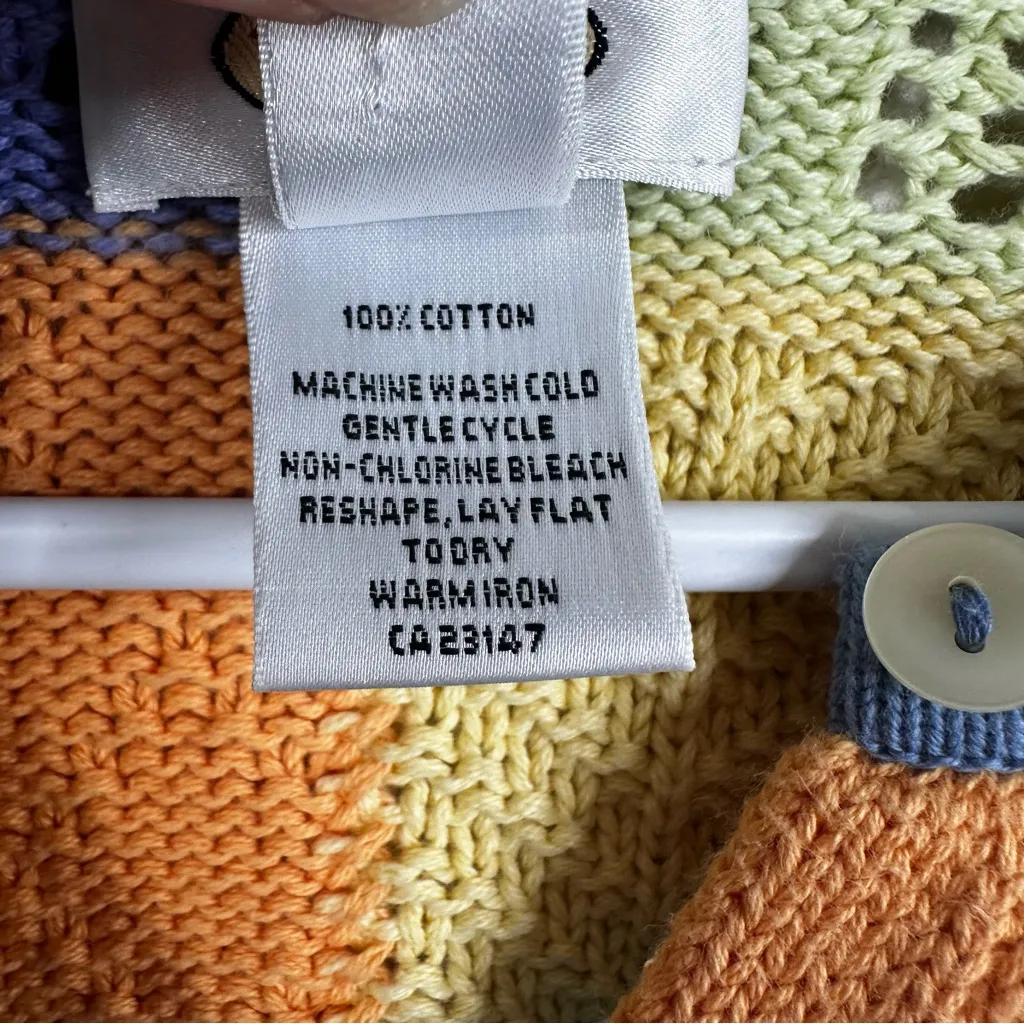 100% COTTON
MACHINE WASH COLD
GENTLE CYCLE
NON-CHLORINE BLEACH
RESHAPE, LAY FLAT
TO DRY
WARM IRON
CA 23147